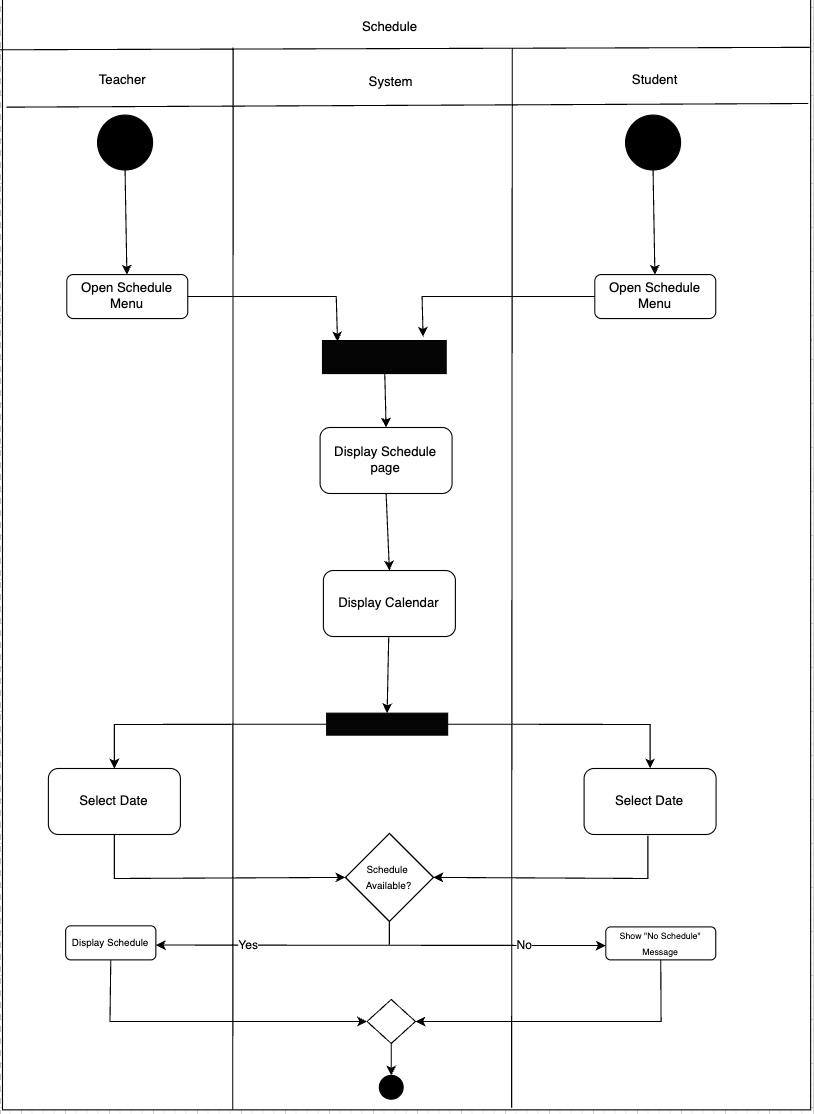 Schedule
Teacher
System
Student
Open Schedule
Menu
Open Schedule
Menu
Display Schedule
page
Display Calendar
Select Date
Select Date
Schedule
Available?
Display Schedule
Yes
No
Show "No Schedule"
Message